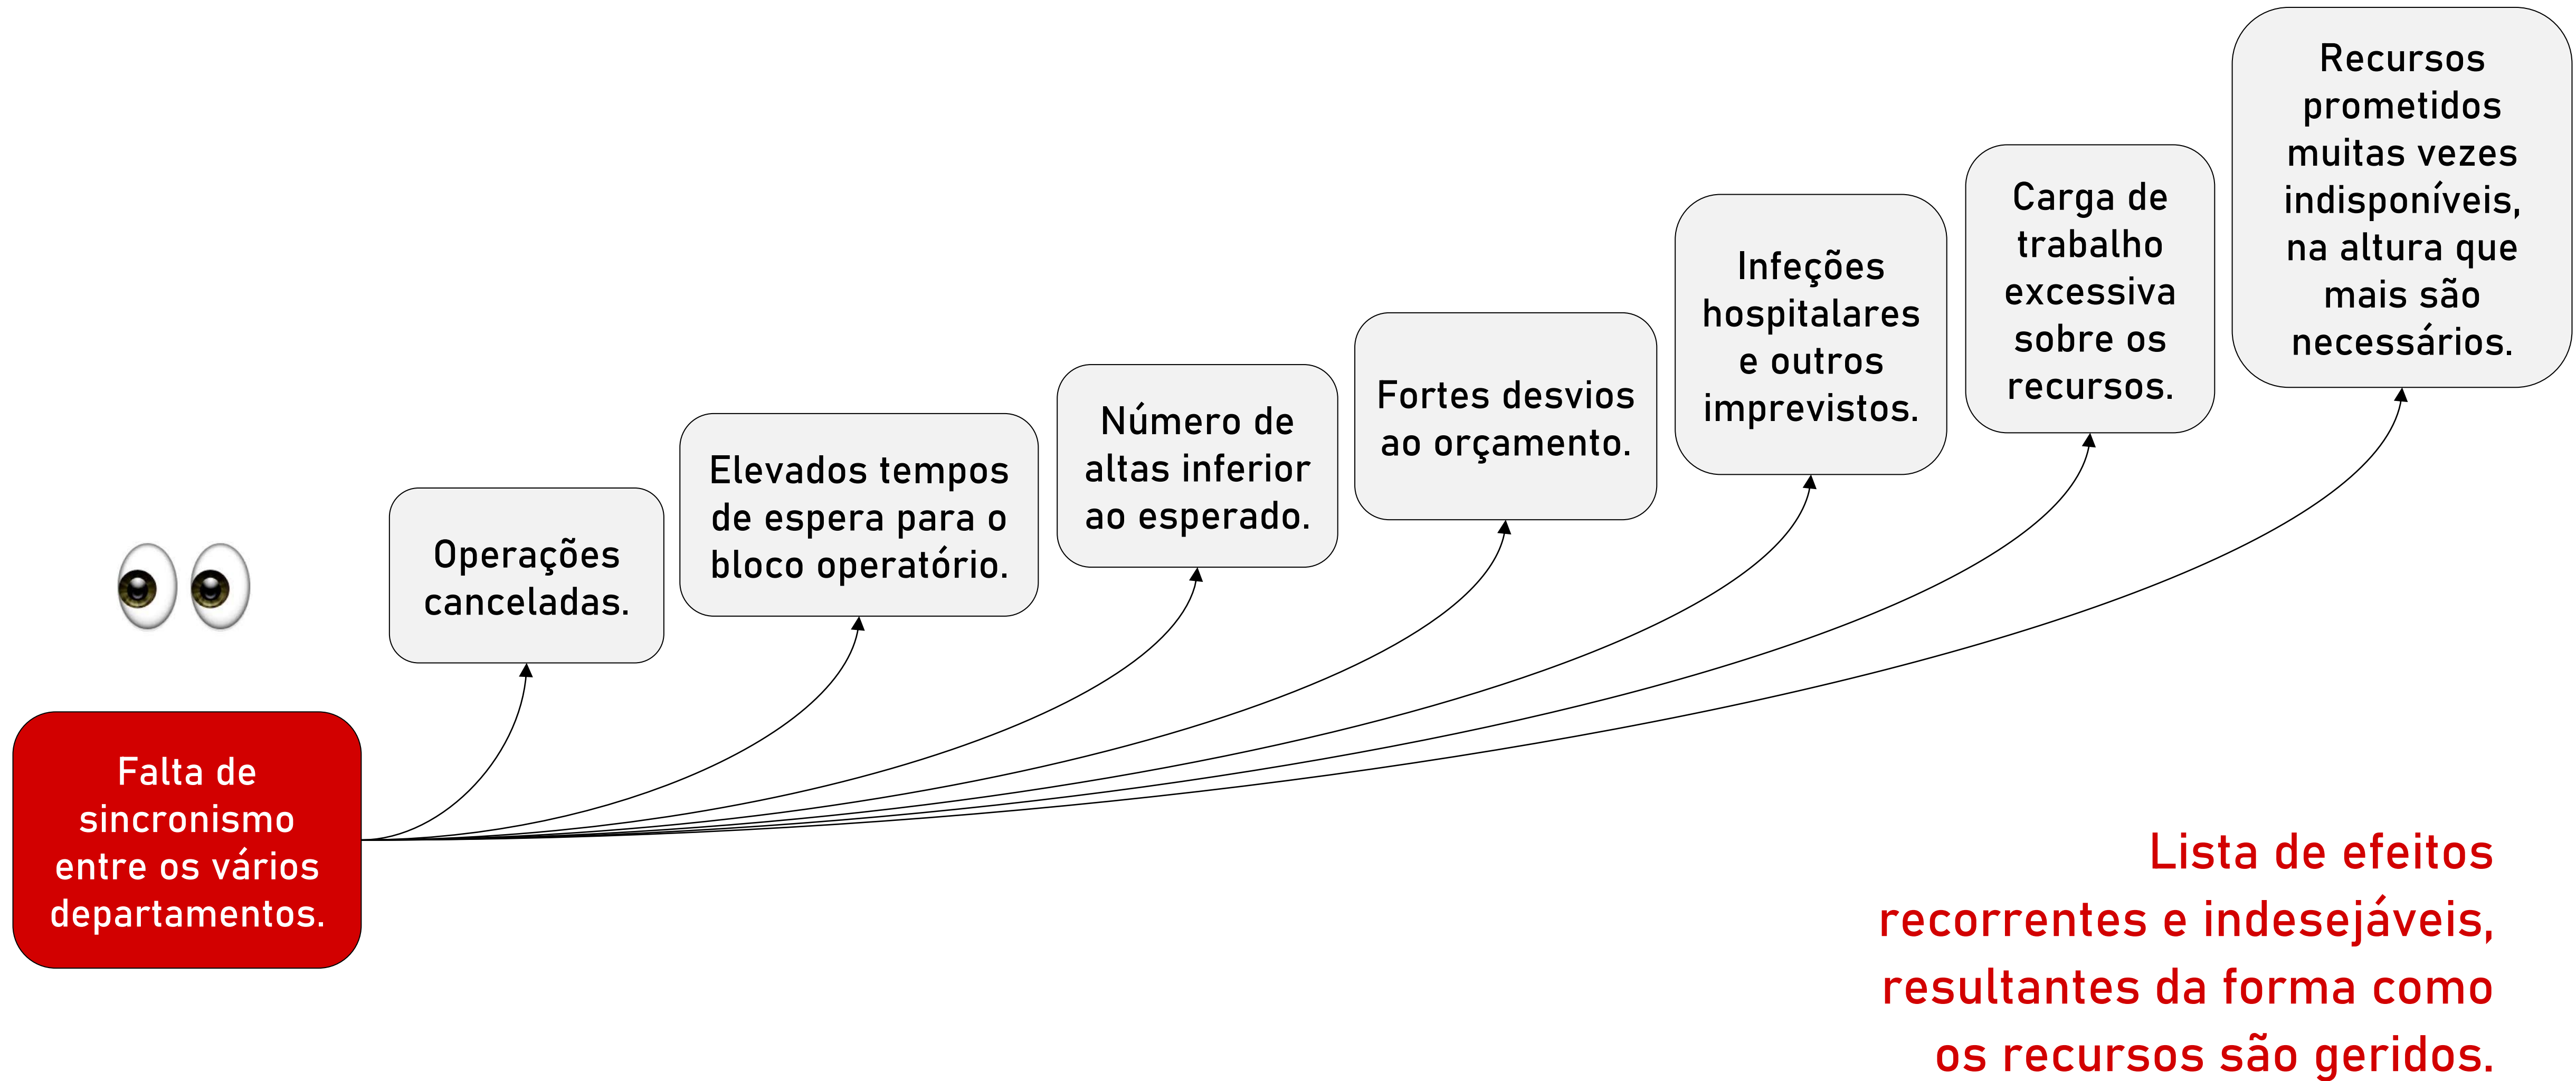 Falta de
sincronismo
entre os vários
departamentos.
Operações
canceladas.
Elevados tempos
de espera para o
bloco operatório.
Número de
altas inferior
ao esperado.
Fortes desvios
ao orçamento.
Infeções
hospitalares
e outros
imprevistos.
Carga de
trabalho
excessiva
sobre os
recursos.
Recursos
prometidos
muitas vezes
indisponíveis,
na altura que
mais são
necessários.
Lista de efeitos
recorrentes e indesejáveis,
resultantes da forma como
os recursos são geridos.